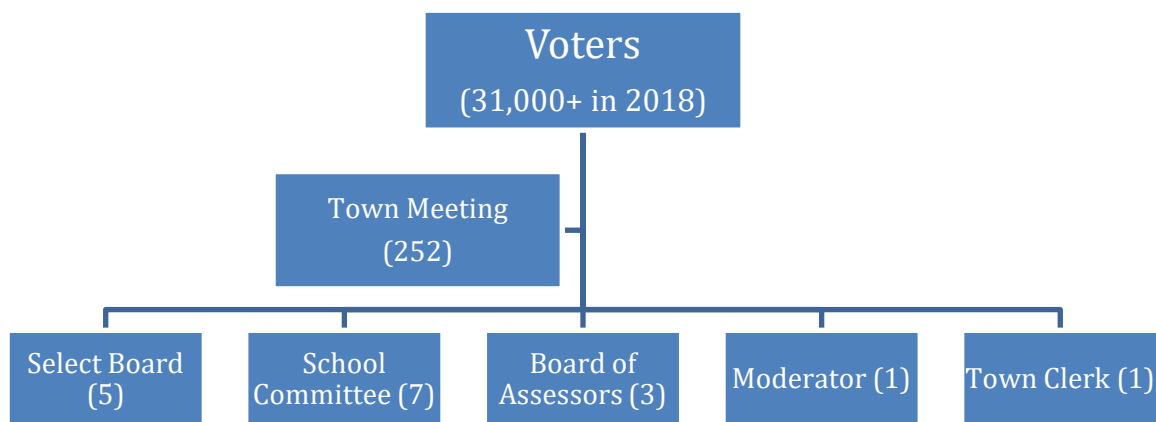 Voters
(31,000+ in 2018)
Town Meeting
(252)
Select Board
(5)
School
Committee (7)
Board of
Assessors (3)
Moderator (1)
Town Clerk (1)